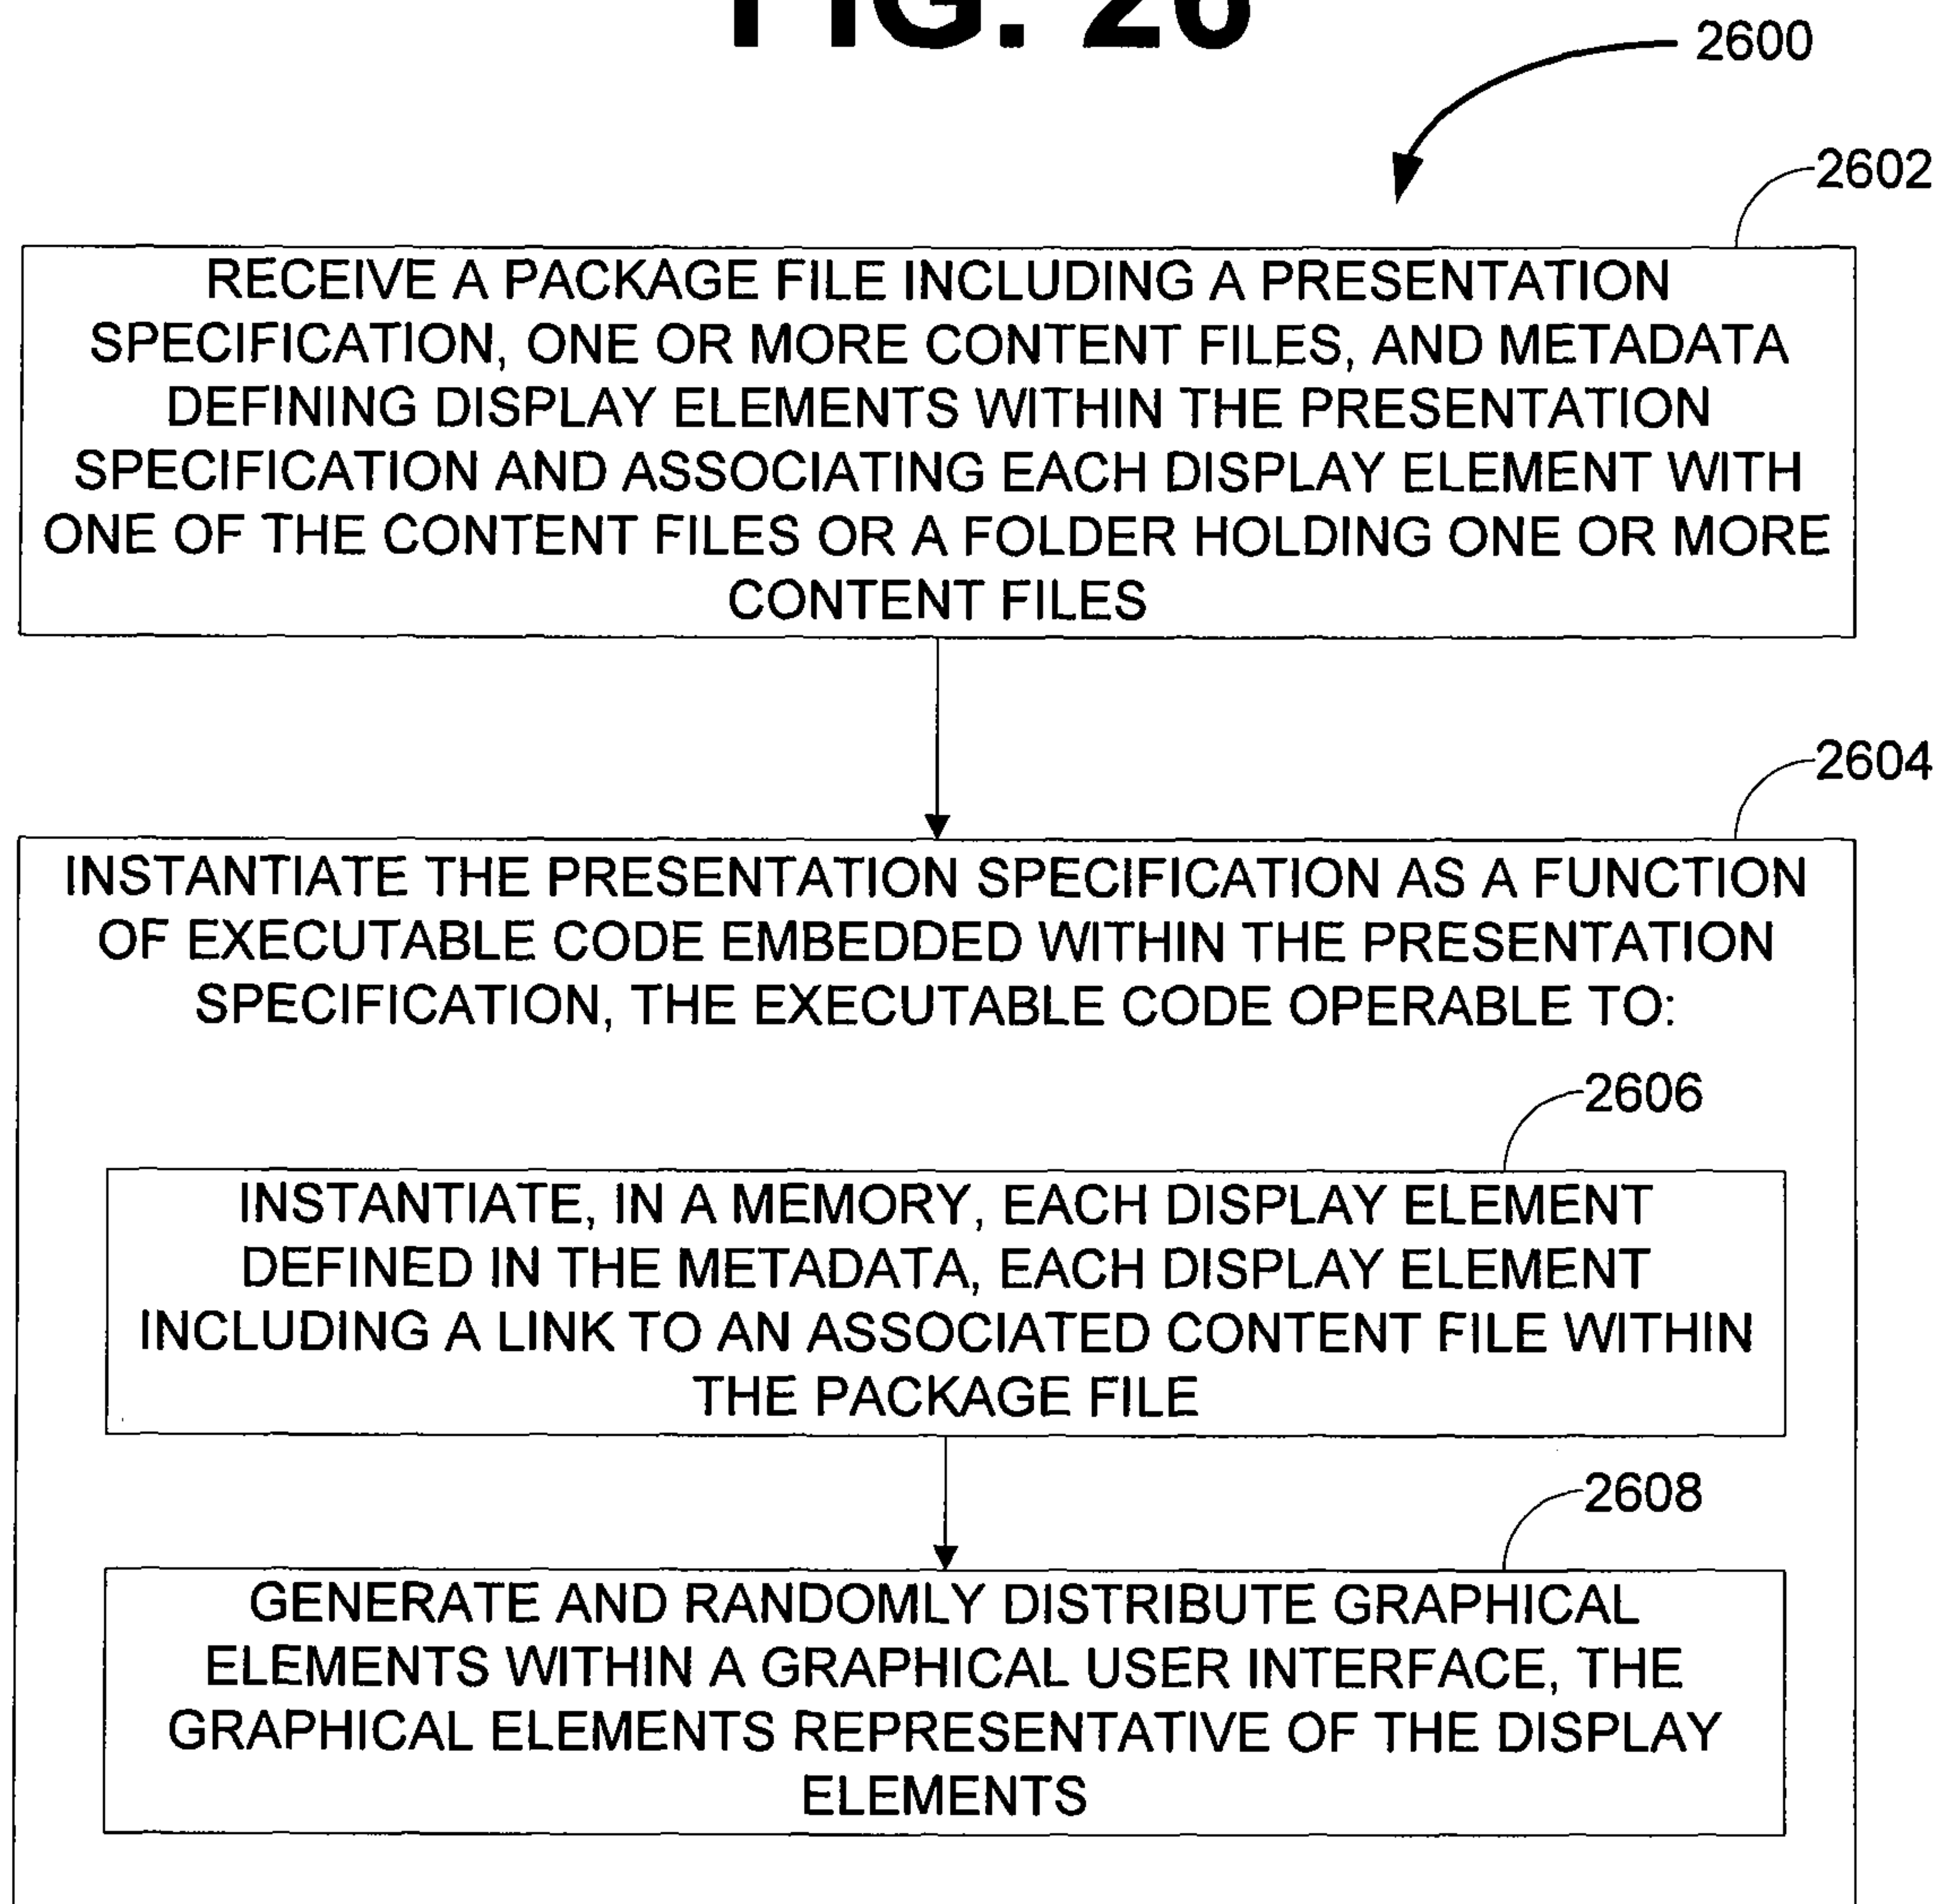 FIG. 26
2600
2602
RECEIVE A PACKAGE FILE INCLUDING A PRESENTATION
SPECIFICATION, ONE OR MORE CONTENT FILES, AND METADATA
DEFINING DISPLAY ELEMENTS WITHIN THE PRESENTATION
SPECIFICATION AND ASSOCIATING EACH DISPLAY ELEMENT WITH
ONE OF THE CONTENT FILES OR A FOLDER HOLDING ONE OR MORE
CONTENT FILES
2604
INSTANTIATE THE PRESENTATION SPECIFICATION AS A FUNCTION
OF EXECUTABLE CODE EMBEDDED WITHIN THE PRESENTATION
SPECIFICATION, THE EXECUTABLE CODE OPERABLE TO:
2606
INSTANTIATE, IN A MEMORY, EACH DISPLAY ELEMENT
DEFINED IN THE METADATA, EACH DISPLAY ELEMENT
INCLUDING A LINK TO AN ASSOCIATED CONTENT FILE WITHIN
THE PACKAGE FILE
2608
GENERATE AND RANDOMLY DISTRIBUTE GRAPHICAL
ELEMENTS WITHIN A GRAPHICAL USER INTERFACE, THE
GRAPHICAL ELEMENTS REPRESENTATIVE OF THE DISPLAY
ELEMENTS